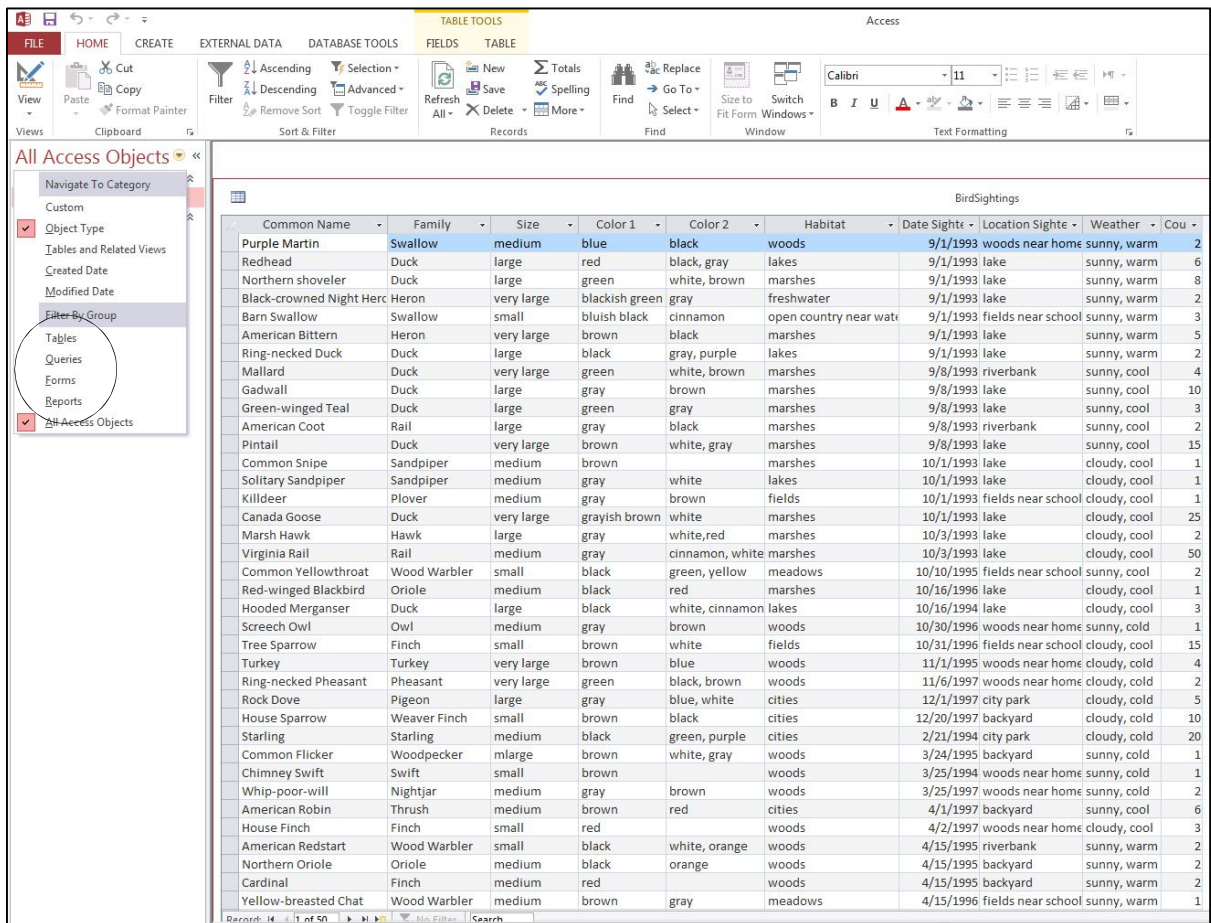 TABLE TOOLS Access
FILE HOME CREATE EXTERNAL DATA DATABASE TOOLS FIELDS TABLE
View
Views
Paste
Cut
Copy
Format Painter
Clipboard
Filter
Ascending
Descending
Remove Sort
Selection
Advanced
Toggle Filter
Sort & Filter
Refresh
All
New
Save
Delete
Totals
Spelling
More
Records
Find
Replace
Go To
Select
Find
Size to
Fit Form
Switch
Windows
Window
Calibri 11
B I U A
Text Formatting
All Access Objects
Navigate To Category
Custom
Object Type
Tables and Related Views
Created Date
Modified Date
Filter By Group
Tables
Queries
Forms
Reports
All Access Objects
BirdSightings
Common Name Family Size Color 1 Color 2 Habitat Date Sighte Location Sighte Weather Cou
Purple Martin Swallow medium blue black woods 9/1/1993 woods near home sunny, warm 2
Redhead Duck large red black, gray lakes 9/1/1993 lake sunny, warm 6
Northern shoveler Duck large green white, brown marshes 9/1/1993 lake sunny, warm 8
Black-crowned Night Herc Heron very large blackish green gray freshwater 9/1/1993 lake sunny, warm 2
Barn Swallow Swallow small bluish black cinnamon open country near wate 9/1/1993 fields near school sunny, warm 3
American Bittern Heron very large brown black marshes 9/1/1993 lake sunny, warm 5
Ring-necked Duck Duck large black gray, purple lakes 9/1/1993 lake sunny, warm 2
Mallard Duck very large green white, brown marshes 9/8/1993 riverbank sunny, cool 4
Gadwall Duck large gray brown marshes 9/8/1993 lake sunny, cool 10
Green-winged Teal Duck large green gray marshes 9/8/1993 lake sunny, cool 3
American Coot Rail large gray black marshes 9/8/1993 riverbank sunny, cool 2
Pintail Duck very large brown white, gray marshes 9/8/1993 lake sunny, cool 15
Common Snipe Sandpiper medium brown marshes 10/1/1993 lake cloudy, cool 1
Solitary Sandpiper Sandpiper medium gray white lakes 10/1/1993 lake cloudy, cool 1
Killdeer Plover medium gray brown fields 10/1/1993 fields near school cloudy, cool 1
Canada Goose Duck very large grayish brown white marshes 10/1/1993 lake cloudy, cool 25
Marsh Hawk Hawk large gray white,red marshes 10/3/1993 lake cloudy, cool 2
Virginia Rail Rail medium gray cinnamon, white marshes 10/3/1993 lake cloudy, cool 50
Common Yellowthroat Wood Warbler small black green, yellow meadows 10/10/1995 fields near school sunny, cool 2
Red-winged Blackbird Oriole medium black red marshes 10/16/1996 lake cloudy, cool 1
Hooded Merganser Duck large black white, cinnamon lakes 10/16/1994 lake cloudy, cool 3
Screech Owl Owl medium gray brown woods 10/30/1996 woods near home sunny, cold 1
Tree Sparrow Finch small brown white fields 10/31/1996 fields near school cloudy, cool 15
Turkey Turkey very large brown blue woods 11/1/1995 woods near home cloudy, cold 4
Ring-necked Pheasant Pheasant very large green black, brown woods 11/6/1997 woods near home cloudy, cold 2
Rock Dove Pigeon large gray blue, white cities 12/1/1997 city park cloudy, cold 5
House Sparrow Weaver Finch small brown black cities 12/20/1997 backyard cloudy, cold 10
Starling Starling medium black green, purple cities 2/21/1994 city park cloudy, cold 20
Common Flicker Woodpecker mlarge brown white, gray woods 3/24/1995 backyard sunny, cold 1
Chimney Swift Swift small brown woods 3/25/1994 woods near home sunny, cold 1
Whip-poor-will Nightjar medium gray brown woods 3/25/1997 woods near home sunny, cold 2
American Robin Thrush medium brown red cities 4/1/1997 backyard sunny, cool 6
House Finch Finch small red woods 4/2/1997 woods near home cloudy, cool 3
American Redstart Wood Warbler small black white, orange woods 4/15/1995 riverbank sunny, warm 2
Northern Oriole Oriole medium black orange woods 4/15/1995 backyard sunny, warm 2
Cardinal Finch medium red woods 4/15/1995 backyard sunny, warm 2
Yellow-breasted Chat Wood Warbler medium brown gray meadows 4/15/1996 fields near school sunny, warm 1
Record: 1 of 50 No Filter Search